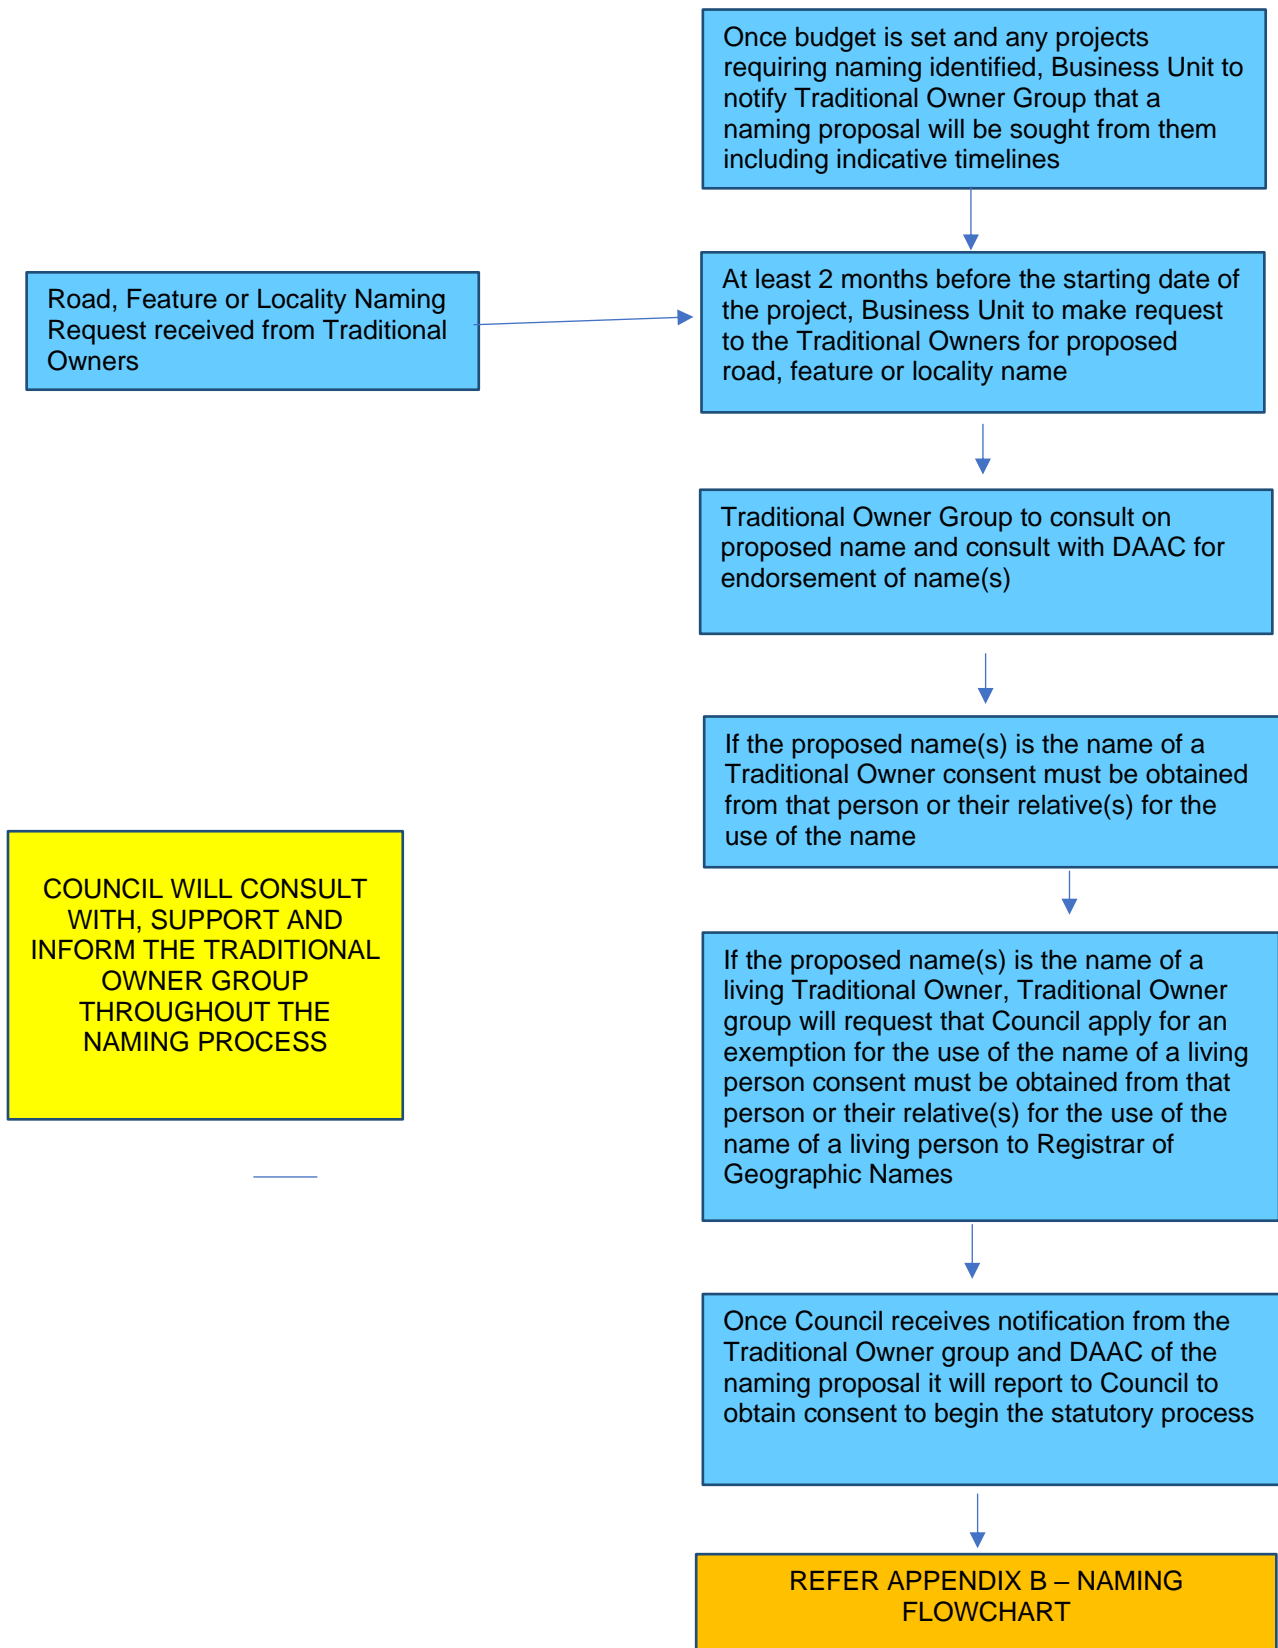 Once budget is set and any projects
requiring naming identified, Business Unit to
notify Traditional Owner Group that a
naming proposal will be sought from them
including indicative timelines
Road, Feature or Locality Naming
Request received from Traditional
Owners
At least 2 months before the starting date of
the project, Business Unit to make request
to the Traditional Owners for proposed
road, feature or locality name
Traditional Owner Group to consult on
proposed name and consult with DAAC for
endorsement of name(s)
If the proposed name(s) is the name of a
Traditional Owner consent must be obtained
from that person or their relative(s) for the
use of the name
COUNCIL WILL CONSULT
WITH, SUPPORT AND
INFORM THE TRADITIONAL
OWNER GROUP
THROUGHOUT THE
NAMING PROCESS
If the proposed name(s) is the name of a
living Traditional Owner, Traditional Owner
group will request that Council apply for an
exemption for the use of the name of a living
person consent must be obtained from that
person or their relative(s) for the use of the
name of a living person to Registrar of
Geographic Names
Once Council receives notification from the
Traditional Owner group and DAAC of the
naming proposal it will report to Council to
obtain consent to begin the statutory process
REFER APPENDIX B – NAMING
FLOWCHART